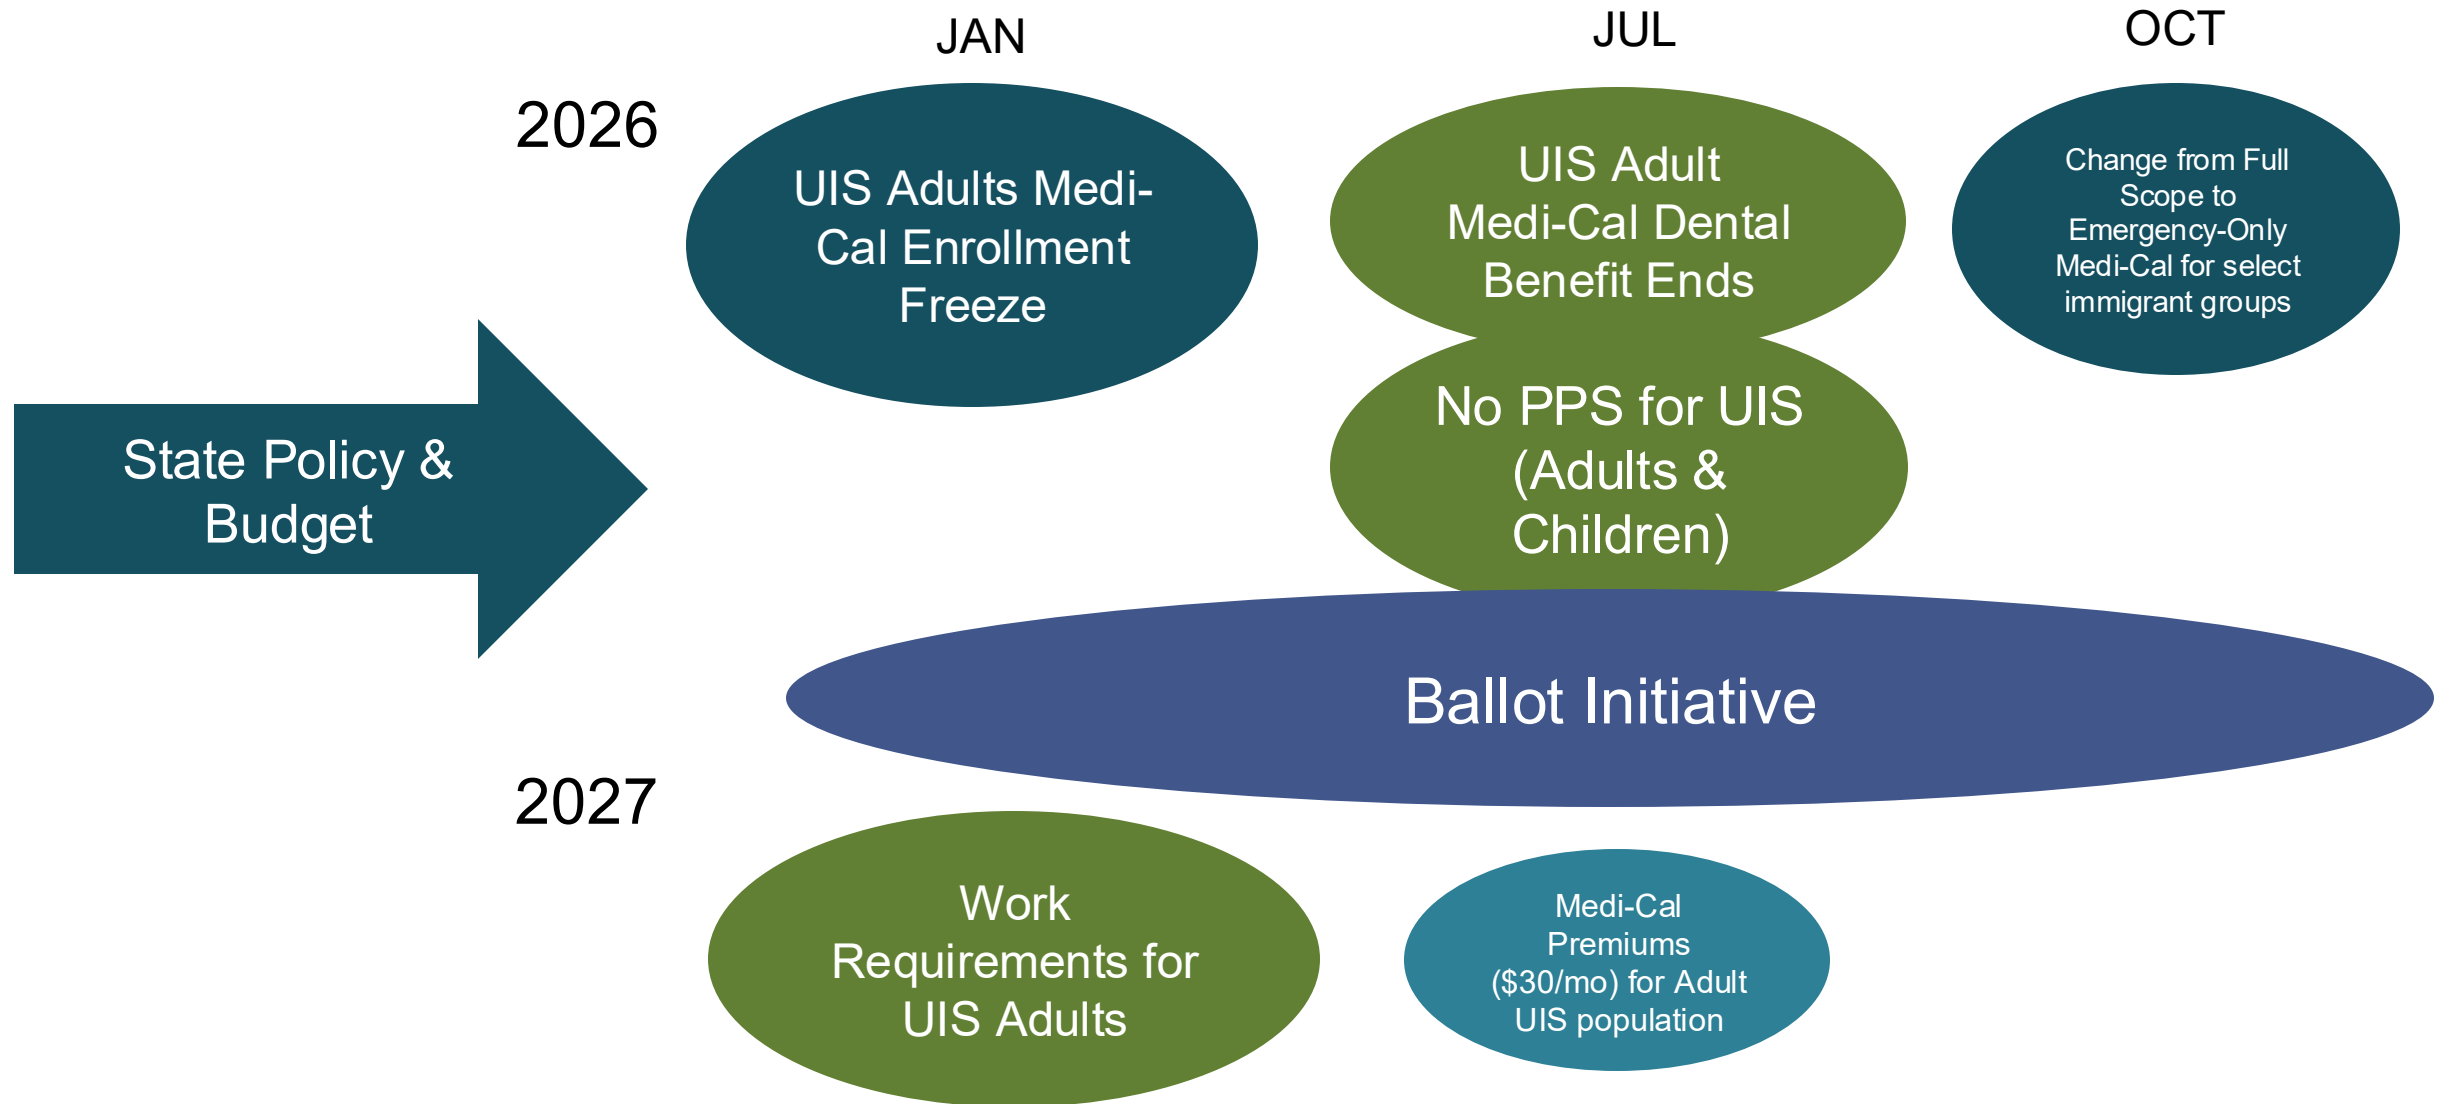 JAN
JUL
OCT
2026
UIS Adults Medi-
Cal Enrollment
Freeze
UIS Adult
Medi-Cal Dental
Benefit Ends
Change from Full
Scope to
Emergency-Only
Medi-Cal for select
immigrant groups
State Policy &
Budget
No PPS for UIS
(Adults &
Children)
Ballot Initiative
2027
Work
Requirements for
UIS Adults
Medi-Cal
Premiums
($30/mo) for Adult
UIS population